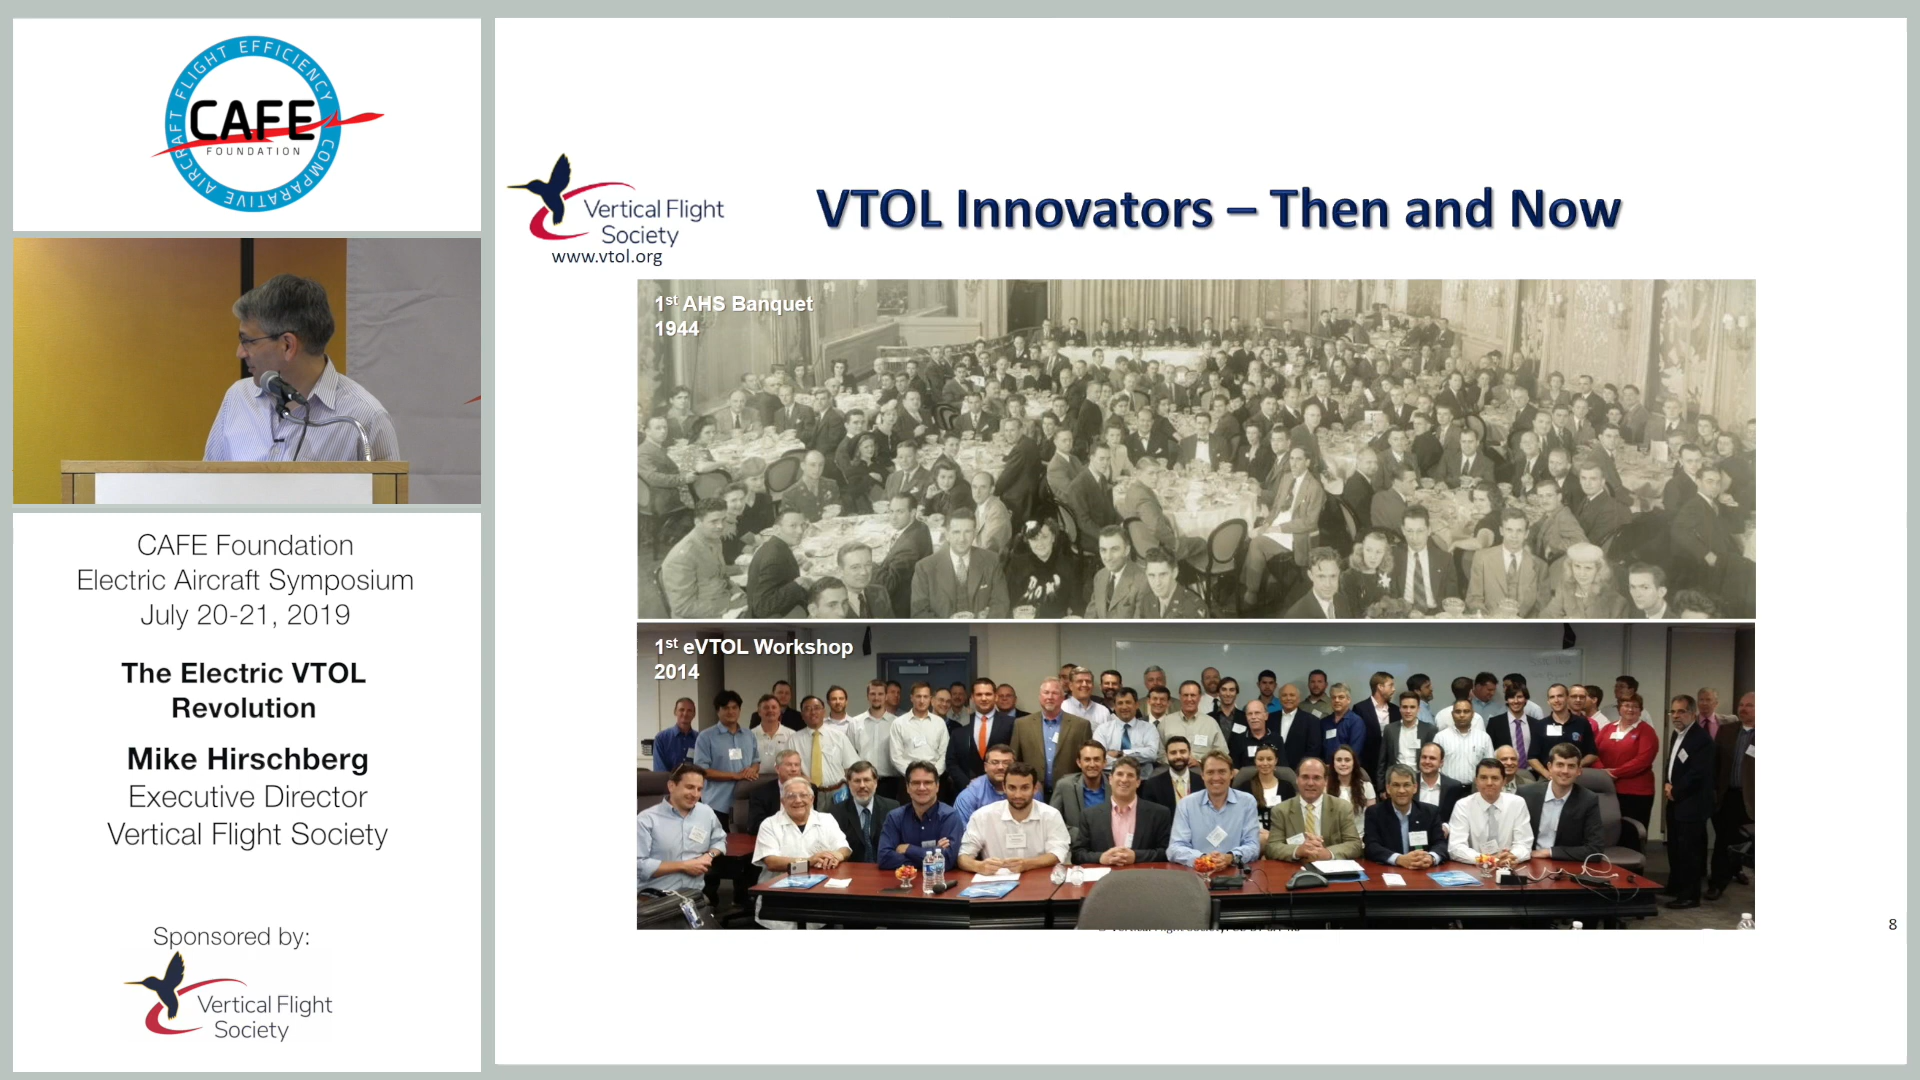 COMPARATIVE AIRCRAFT FLIGHT EFFICIENCY
CAFE
FOUNDATION
CAFE Foundation
Electric Aircraft Symposium
July 20-21, 2019
The Electric VTOL
Revolution
Mike Hirschberg
Executive Director
Vertical Flight Society
Sponsored by:
Vertical Flight
Society
Vertical Flight
Society
www.vtol.org
VTOL Innovators – Then and Now
1st AHS Banquet
1944
1st eVTOL Workshop
2014
8